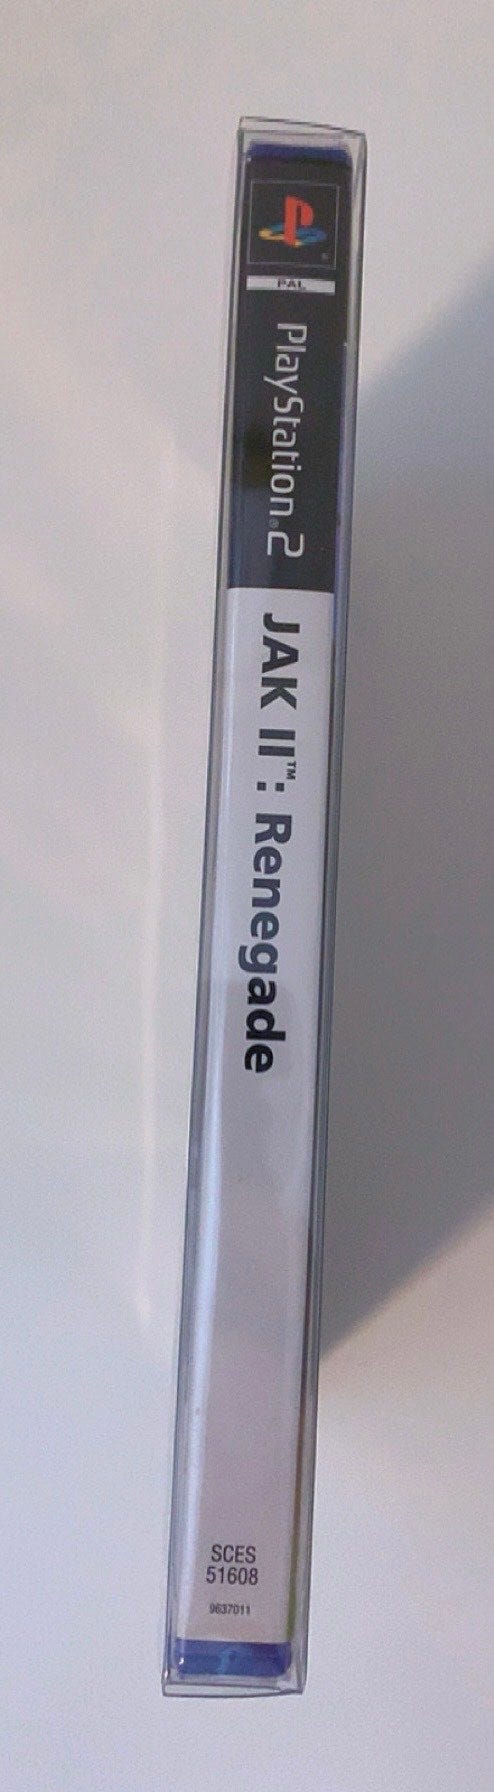 PAL
PlayStation®2
JAK II™: Renegade
SCES
51608
9637011